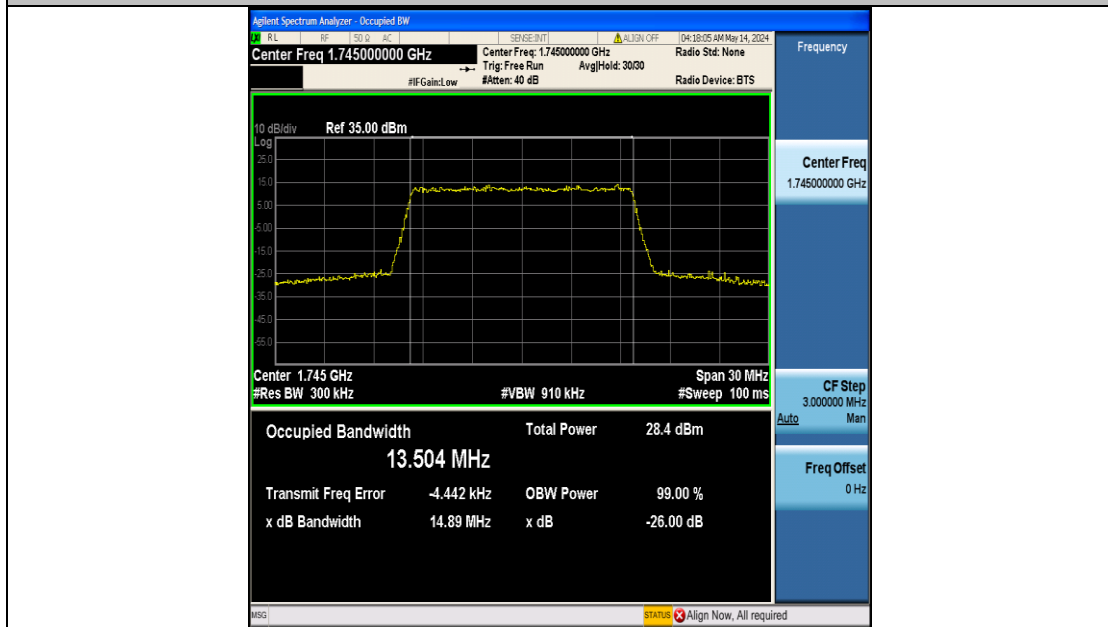 Agilent Spectrum Analyzer - Occupied BW
LXI RL RF 50 Ω AC SENSE:INT ALIGN OFF 04:18:05 AM May 14, 2024
Center Freq 1.745000000 GHz
Center Freq: 1.745000000 GHz
Radio Std: None
Trig: Free Run Avg|Hold: 30/30
#IFGain:Low #Atten: 40 dB Radio Device: BTS
10 dB/div Ref 35.00 dBm
Log
25.0
15.0
5.00
-5.00
-15.0
-25.0
-35.0
-45.0
-55.0
Center 1.745 GHz Span 30 MHz
#Res BW 300 kHz #VBW 910 kHz #Sweep 100 ms
Occupied Bandwidth Total Power 28.4 dBm
13.504 MHz
Transmit Freq Error -4.442 kHz OBW Power 99.00 %
x dB Bandwidth 14.89 MHz x dB -26.00 dB
Frequency
Center Freq
1.745000000 GHz
CF Step
3.000000 MHz
Auto Man
Freq Offset
0 Hz
MSG STATUS Align Now, All required